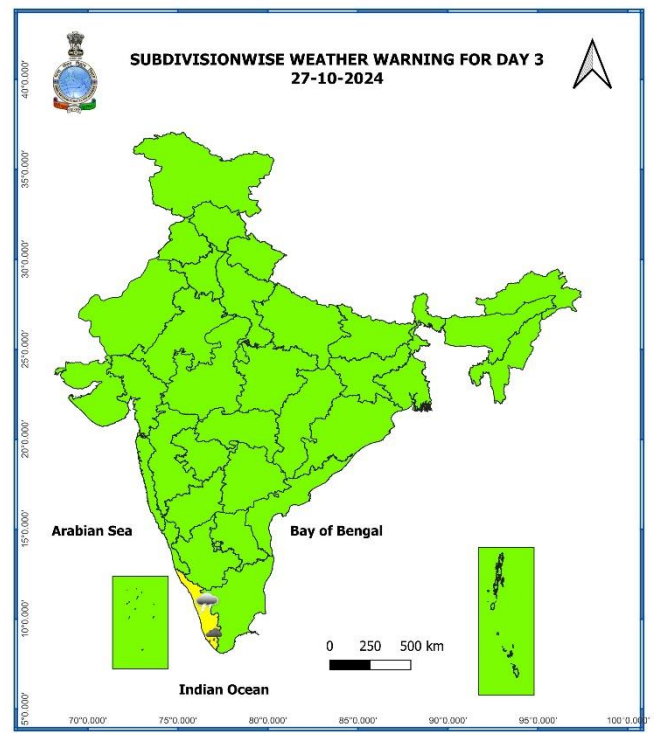 SUBDIVISIONWISE WEATHER WARNING FOR DAY 3
27-10-2024
40°0.000'
35°0.000'
30°0.000'
25°0.000'
20°0.000'
15°0.000'
10°0.000'
5°0.000'
Arabian Sea
Bay of Bengal
0 250 500 km
Indian Ocean
70°0.000' 75°0.000' 80°0.000' 85°0.000' 90°0.000' 95°0.000' 100°0.000'